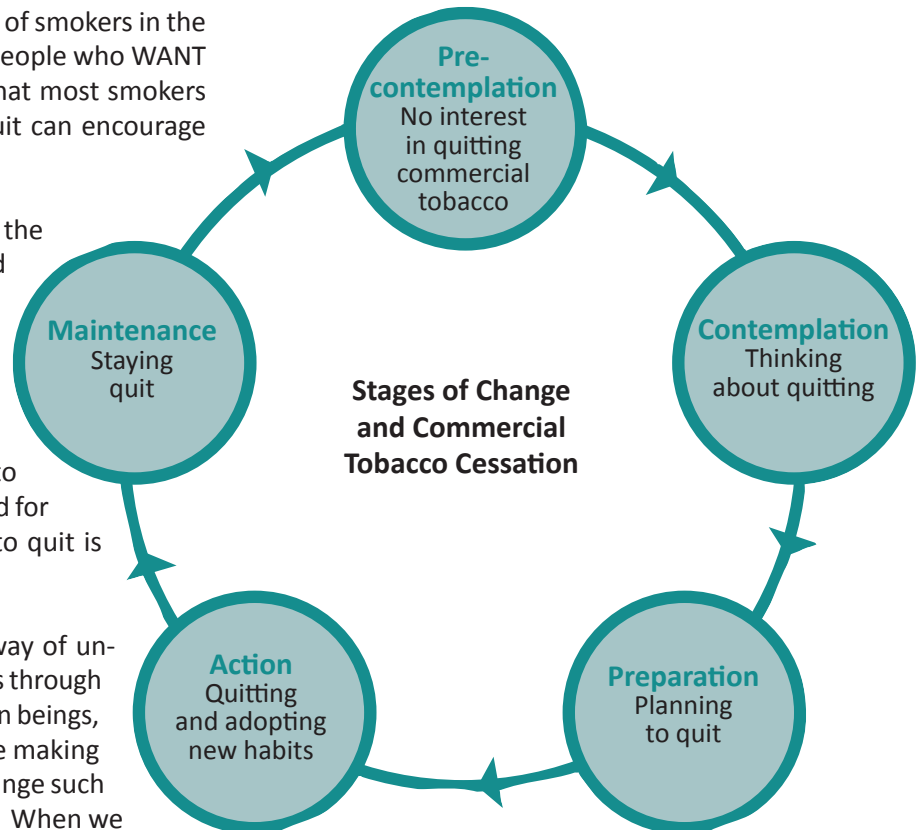 of smokers in the
eople who WANT
hat most smokers
uit can encourage
the
d
to
d for
to quit is
way of un-
s through
n beings,
e making
nge such
When we
Pre-
contemplation
No interest
in quitting
commercial
tobacco
Contemplation
Thinking
about quitting
Preparation
Planning
to quit
Action
Quitting
and adopting
new habits
Maintenance
Staying
quit
Stages of Change
and Commercial
Tobacco Cessation